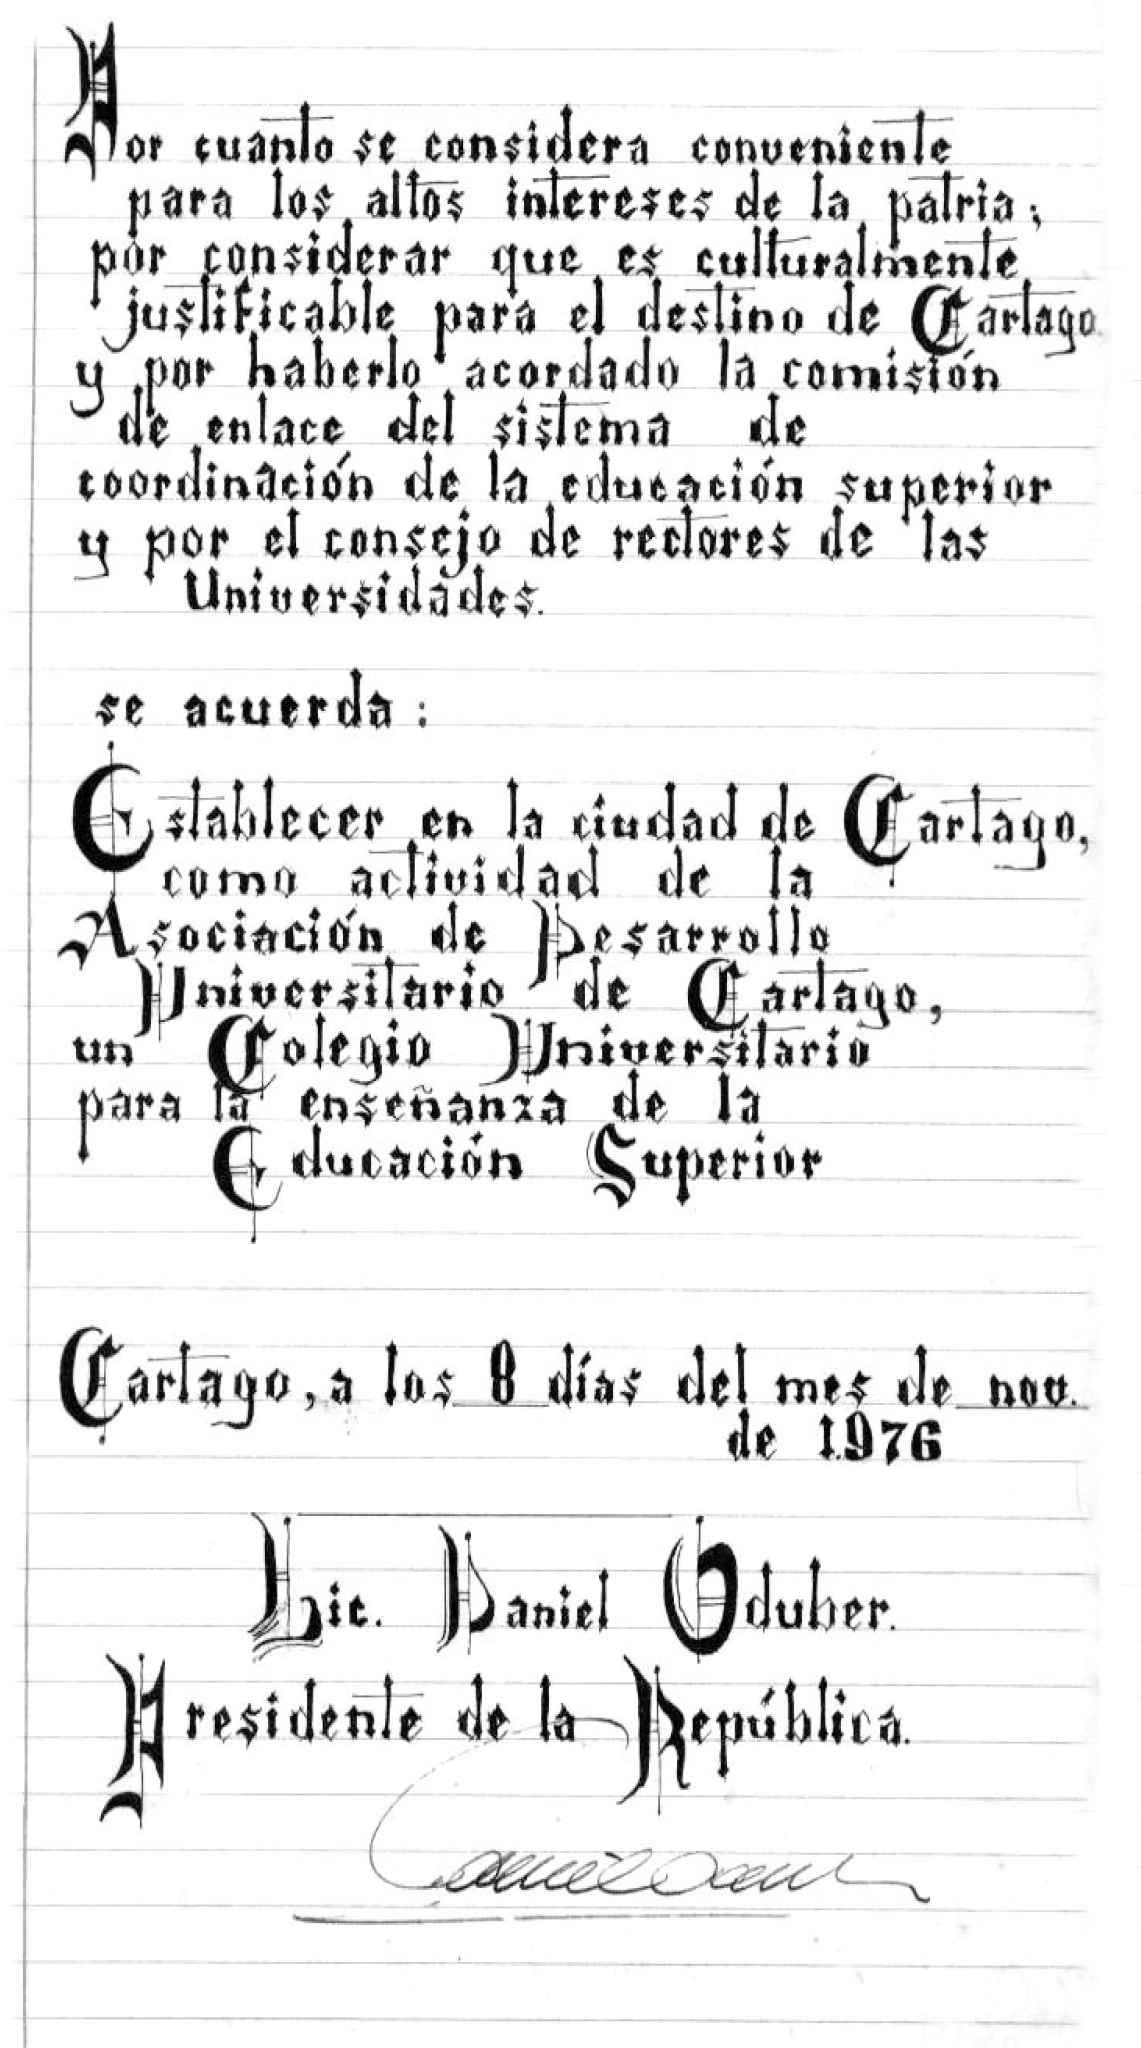 Por cuanto se considera conveniente
para los altos intereses de la patria;
por considerar que es culturalmente
justificable para el destino de Cartago
y por haberlo acordado la comisión
de enlace del sistema de
coordinación de la educación superior
y por el consejo de rectores de las
Universidades.
se acuerda:
Establecer en la ciudad de Cartago,
como actividad de la
Asociación de Desarrollo
Universitario de Cartago,
un Colegio Universitario
para la enseñanza de la
Educación Superior
Cartago, a los 8 días del mes de nov.
de 1.976
Lic. Daniel Oduber.
Presidente de la República.